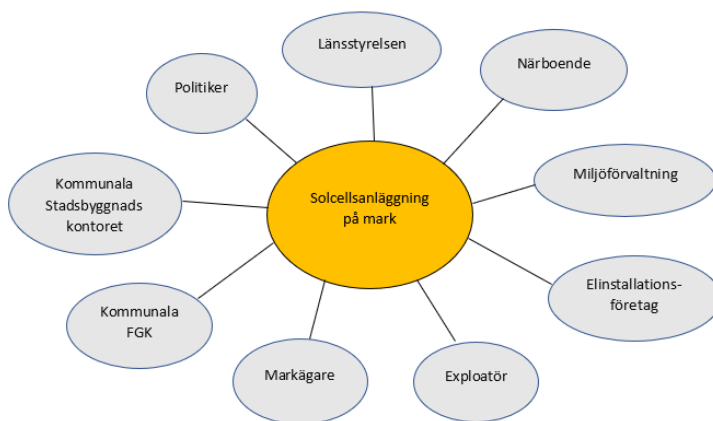 Länsstyrelsen
Närboende
Politiker
Miljöförvaltning
Kommunala
Stadsbyggnads
kontoret
Solcellsanläggning
på mark
Elinstallations-
företag
Kommunala
FGK
Markägare
Exploatör